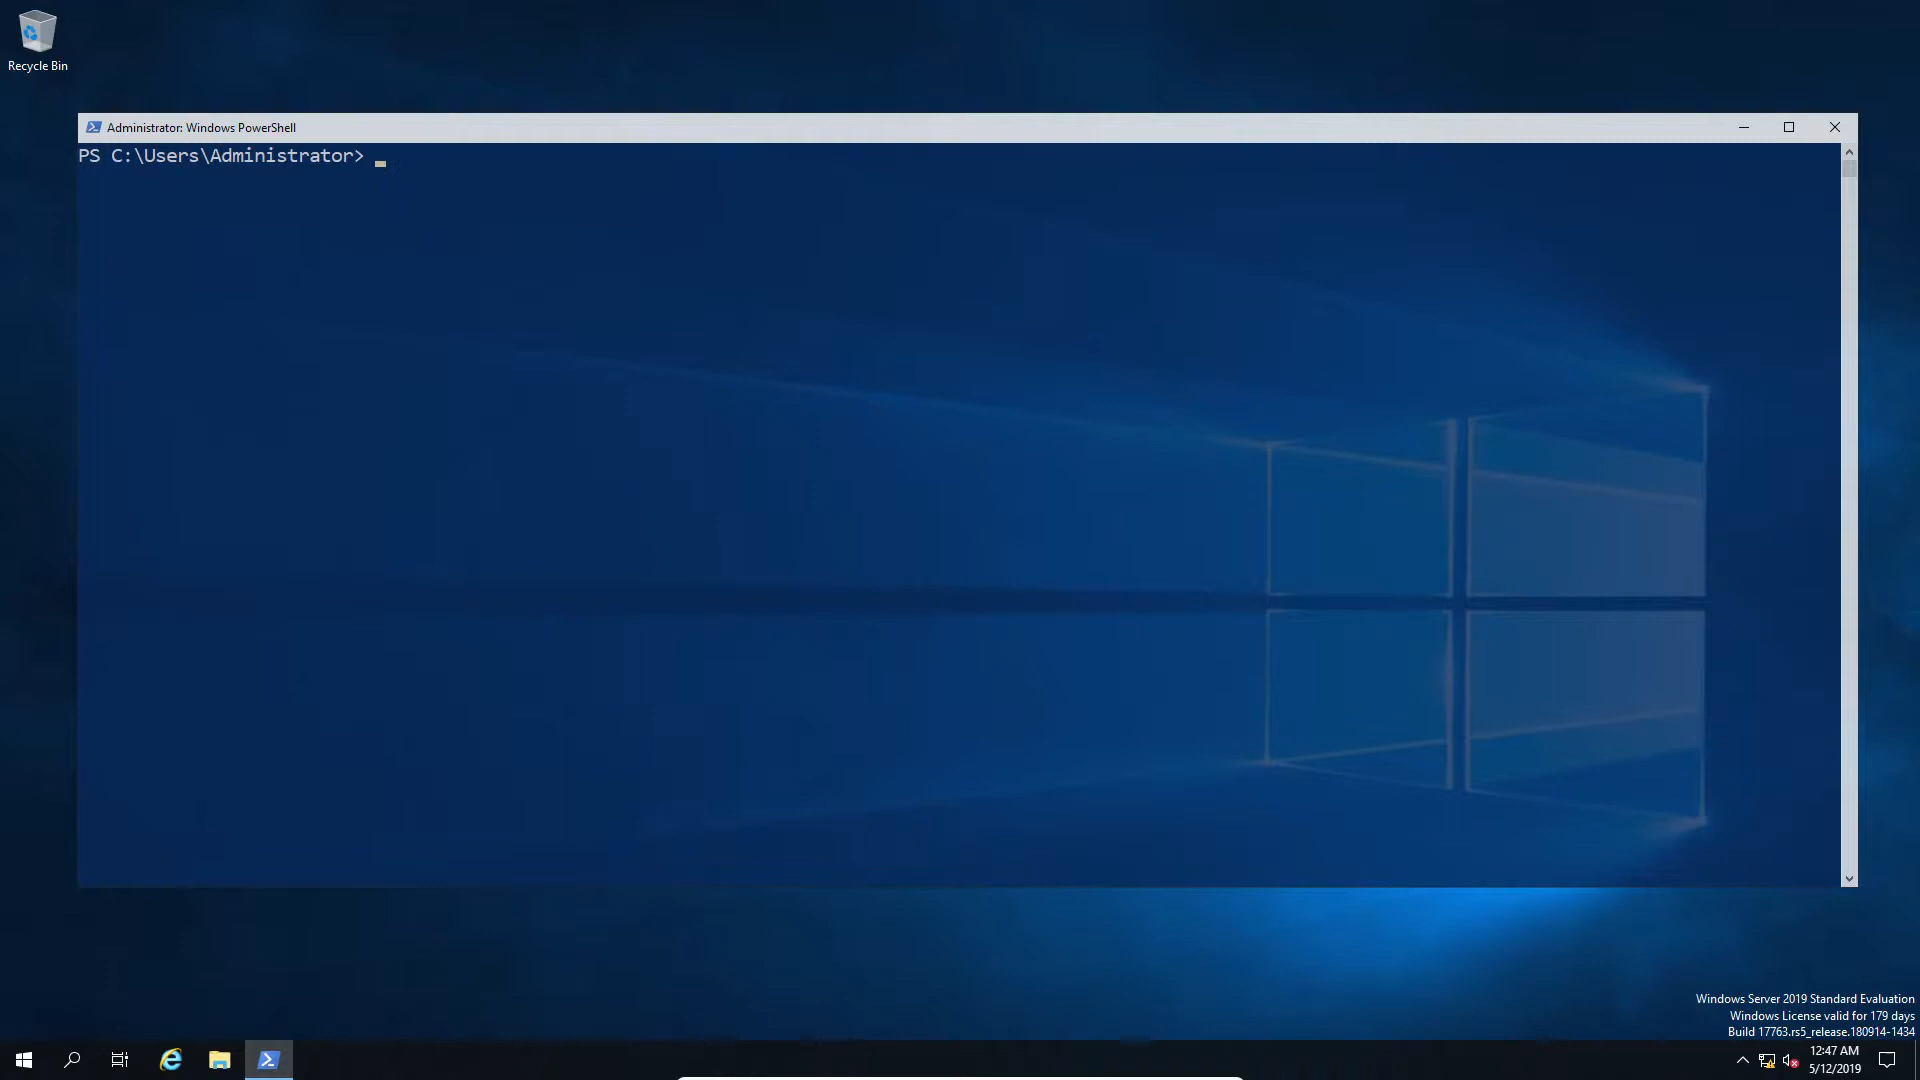 Recycle Bin
Administrator: Windows PowerShell
PS C:\Users\Administrator>
Windows Server 2019 Standard Evaluation
Windows License valid for 179 days
Build 17763.rs5_release.180914-1434
12:47 AM
5/12/2019